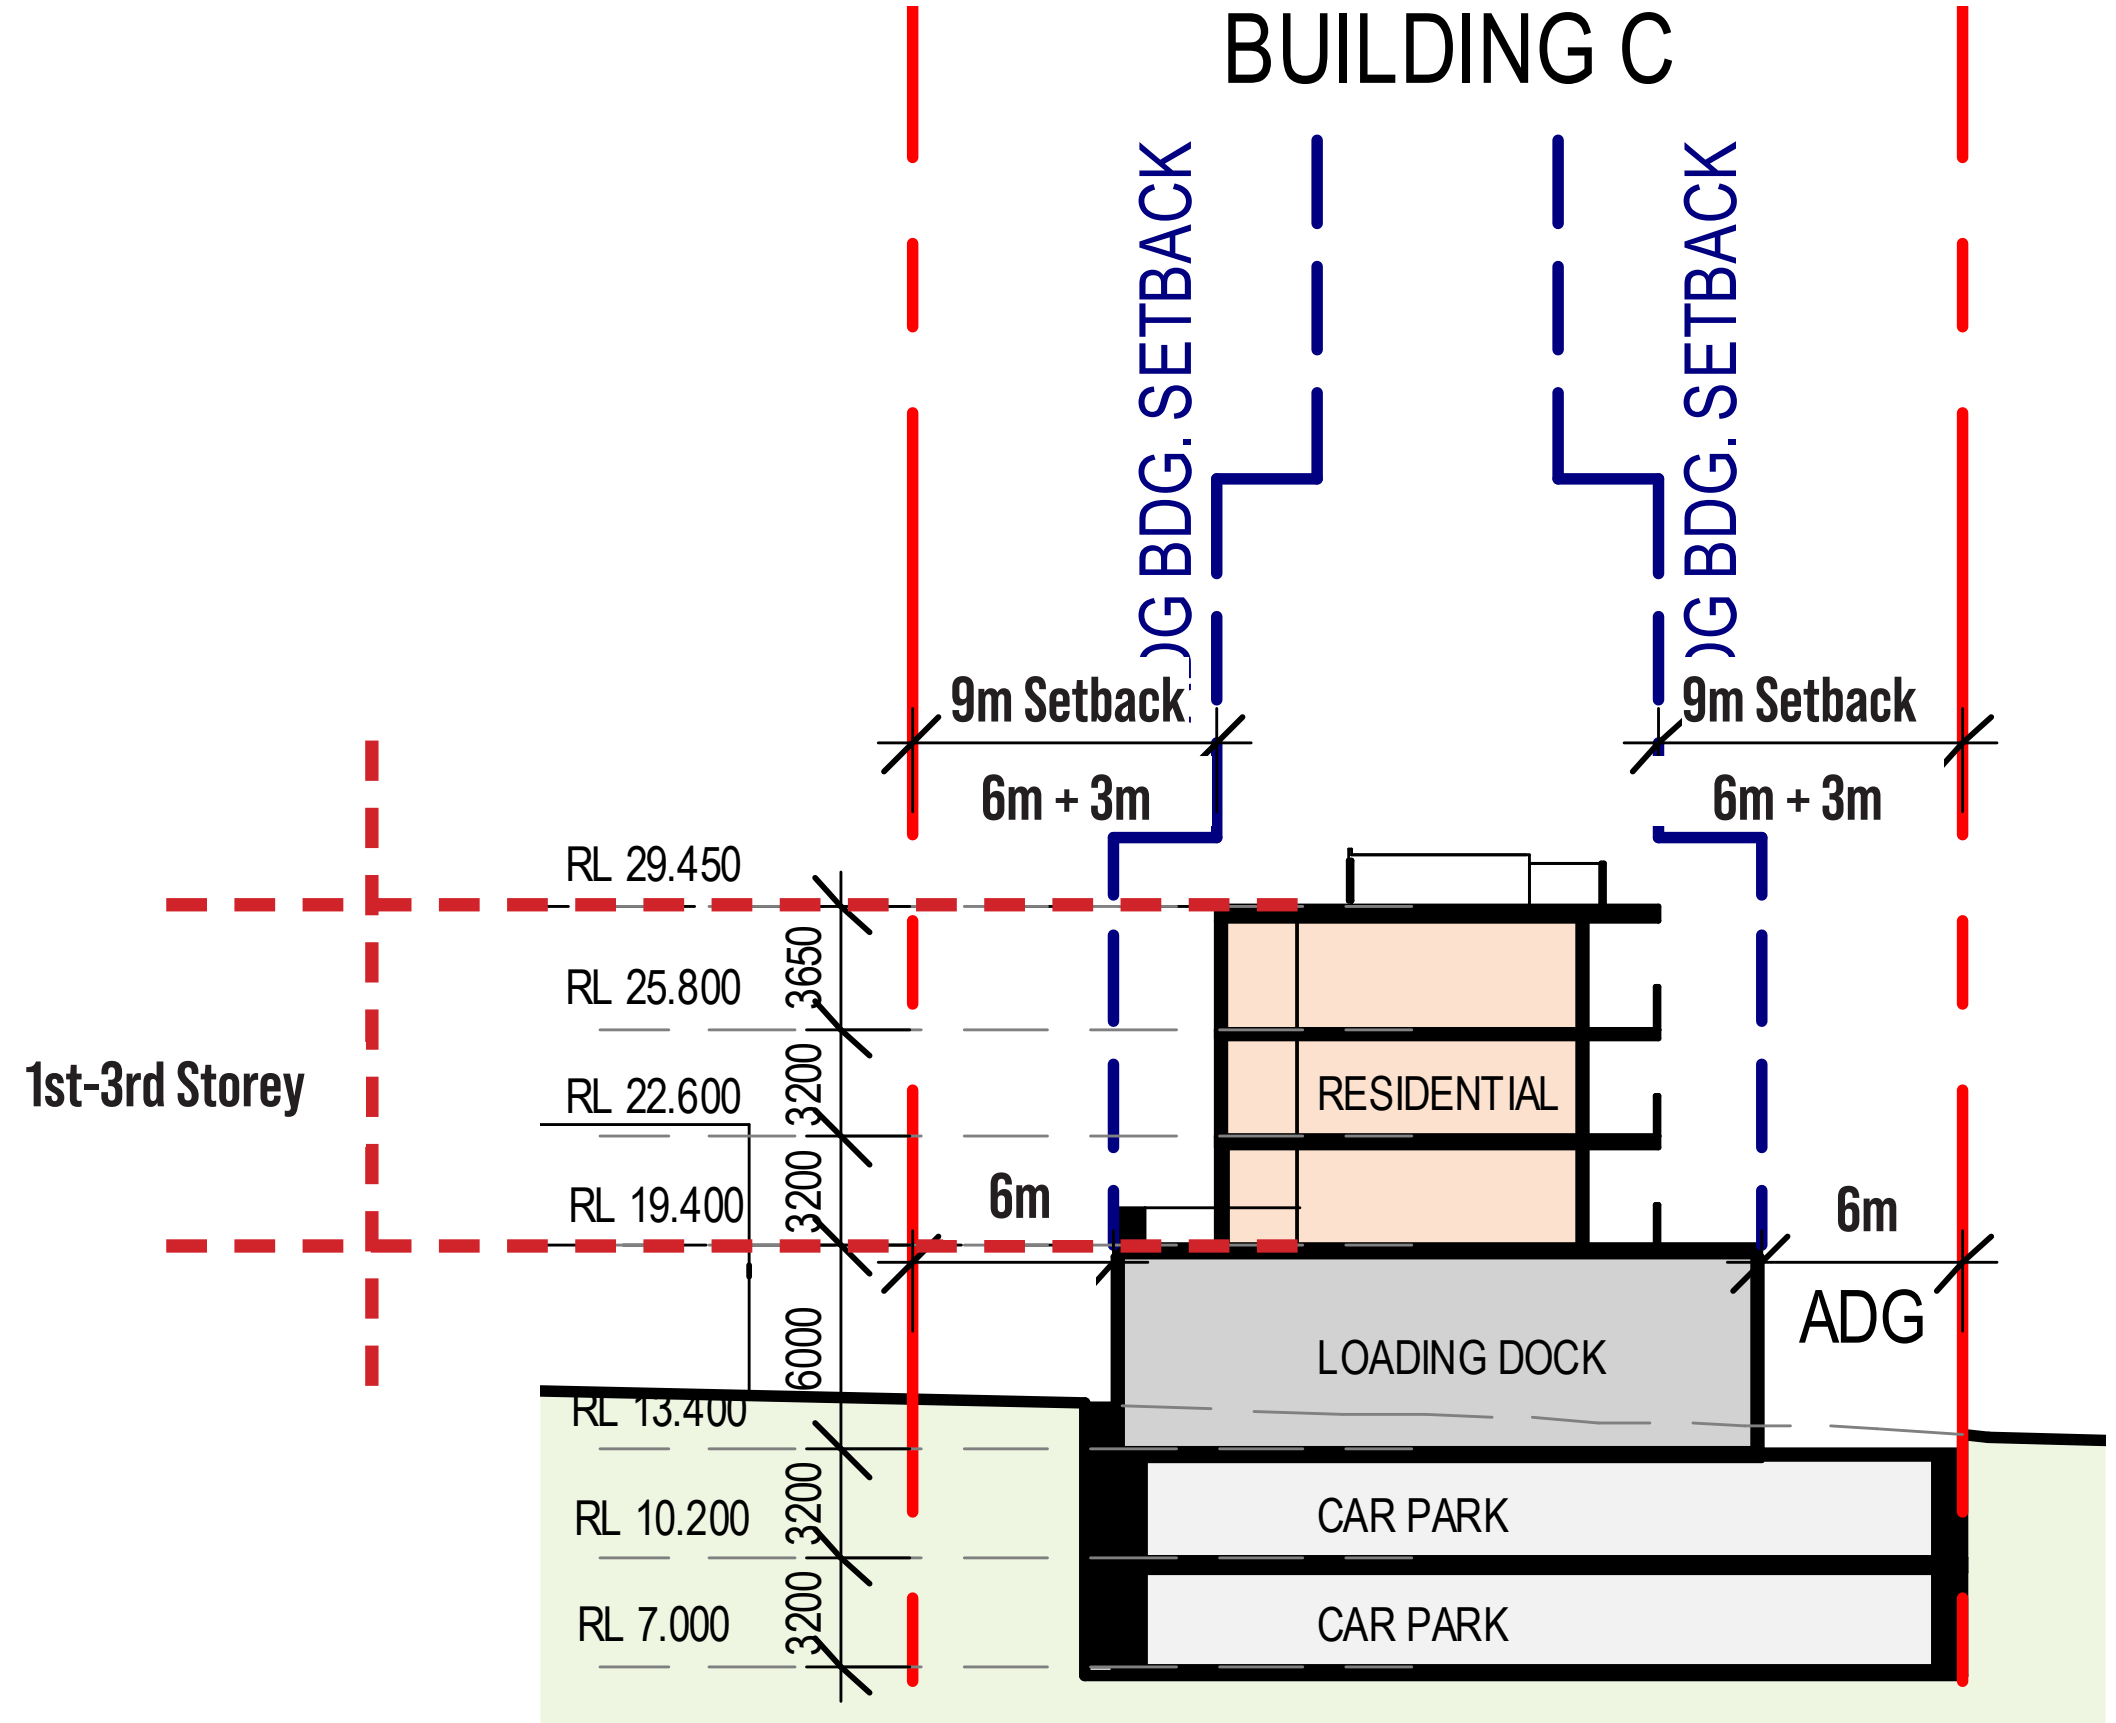 BUILDING C
BDG. SETBACK
BDG. SETBACK
9m Setback
9m Setback
6m + 3m
6m + 3m
RL 29.450
3650
RL 25.800
3200
RL 22.600
1st-3rd Storey
RESIDENTIAL
3200
RL 19.400
6m
6m
ADG
6000
LOADING DOCK
RL 13.400
3200
RL 10.200
CAR PARK
3200
RL 7.000
CAR PARK